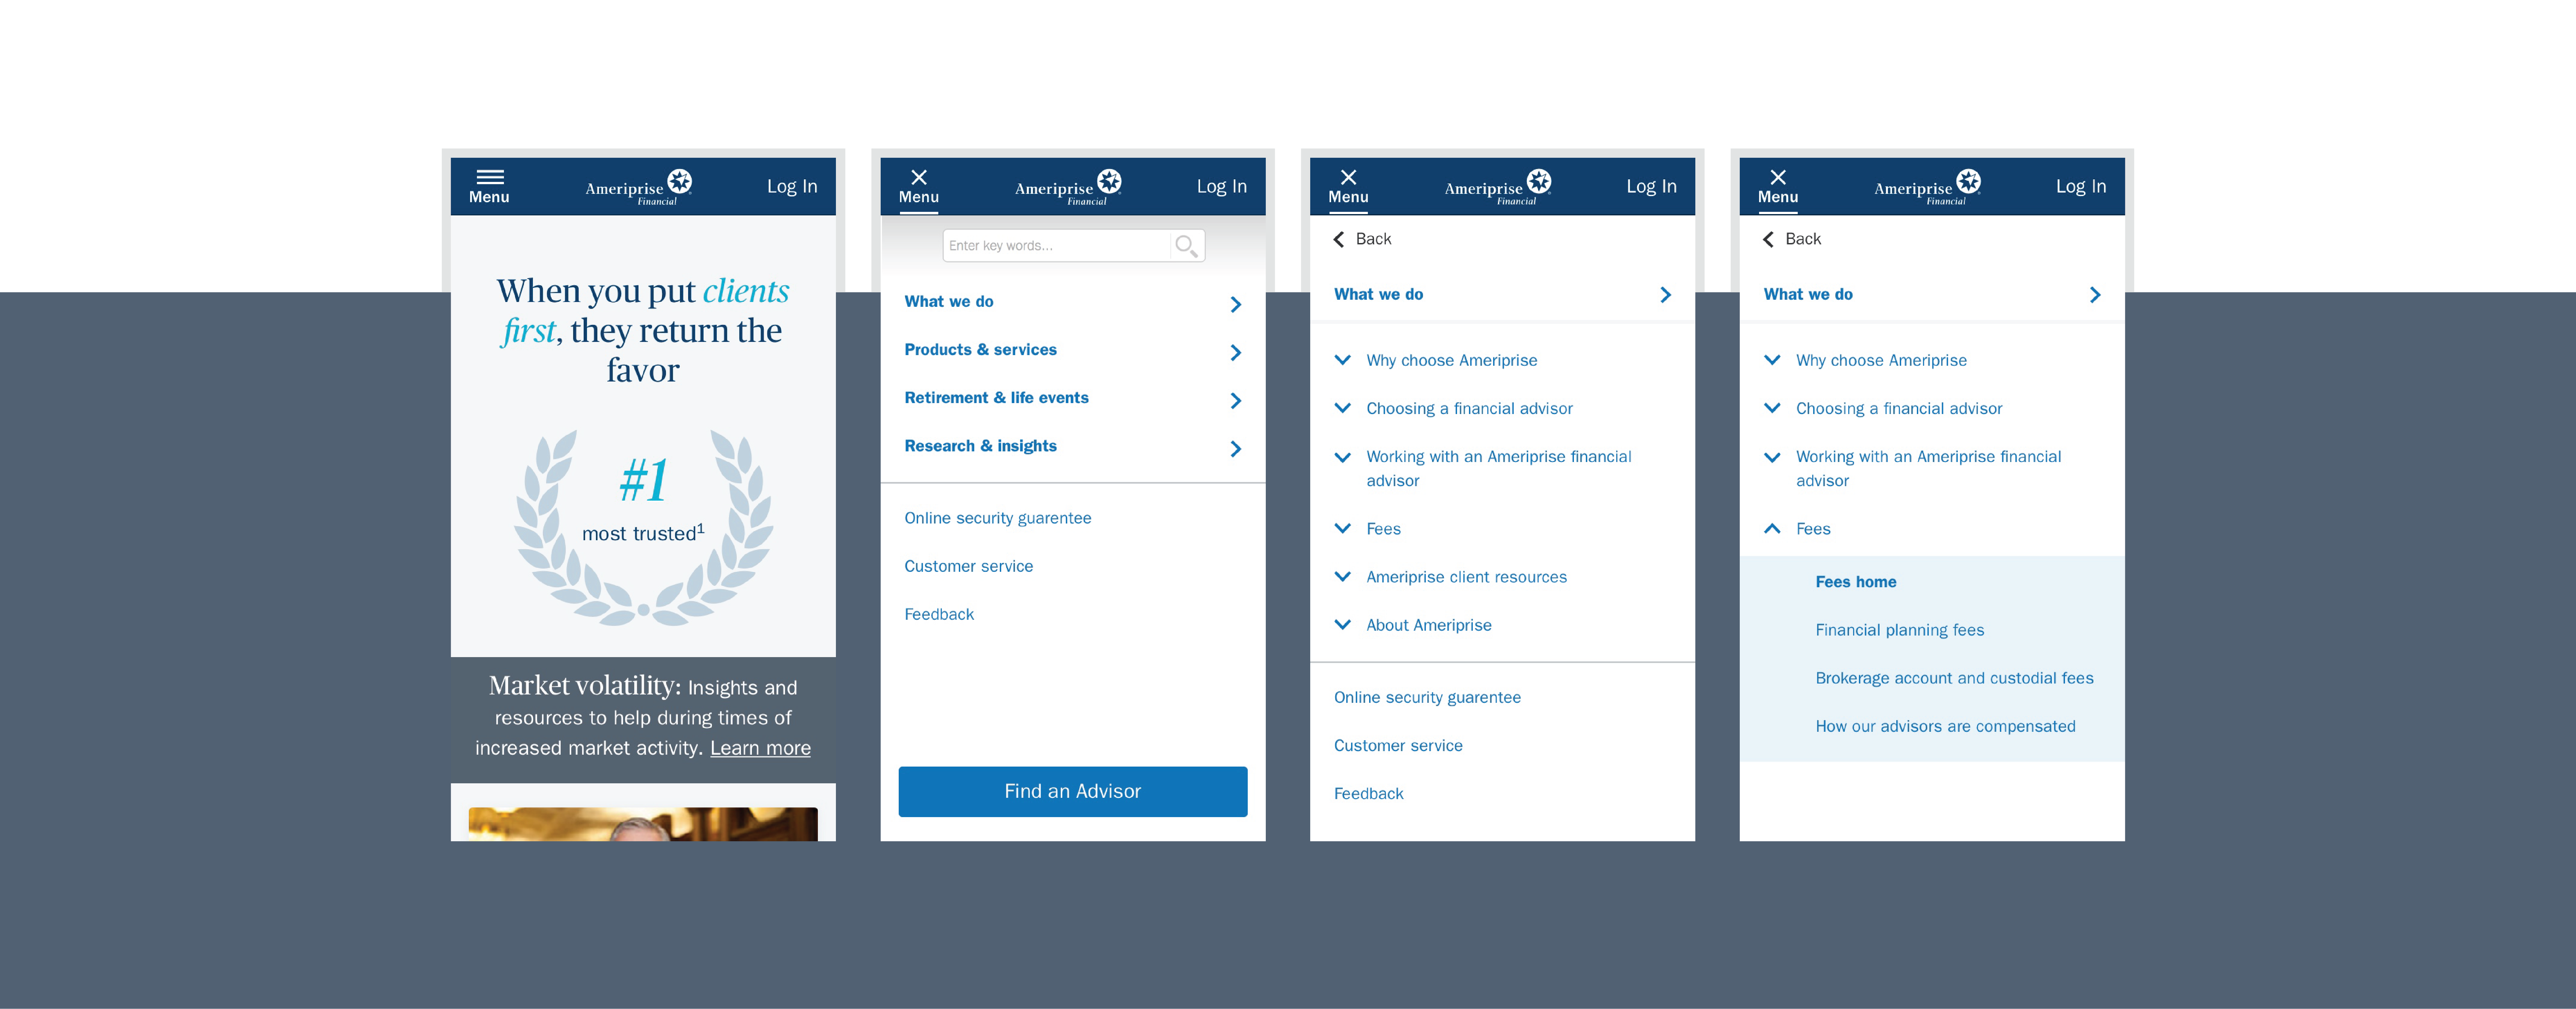 Menu
Ameriprise
Financial
Log In
When you put clients
first, they return the
favor
#1
most trusted¹
Market volatility: Insights and
resources to help during times of
increased market activity. Learn more
Menu
Ameriprise
Financial
Log In
Enter key words...
What we do
Products & services
Retirement & life events
Research & insights
Online security guarentee
Customer service
Feedback
Find an Advisor
Menu
Ameriprise
Financial
Log In
Back
What we do
Why choose Ameriprise
Choosing a financial advisor
Working with an Ameriprise financial
advisor
Fees
Ameriprise client resources
About Ameriprise
Online security guarentee
Customer service
Feedback
Menu
Ameriprise
Financial
Log In
Back
What we do
Why choose Ameriprise
Choosing a financial advisor
Working with an Ameriprise financial
advisor
Fees
Fees home
Financial planning fees
Brokerage account and custodial fees
How our advisors are compensated